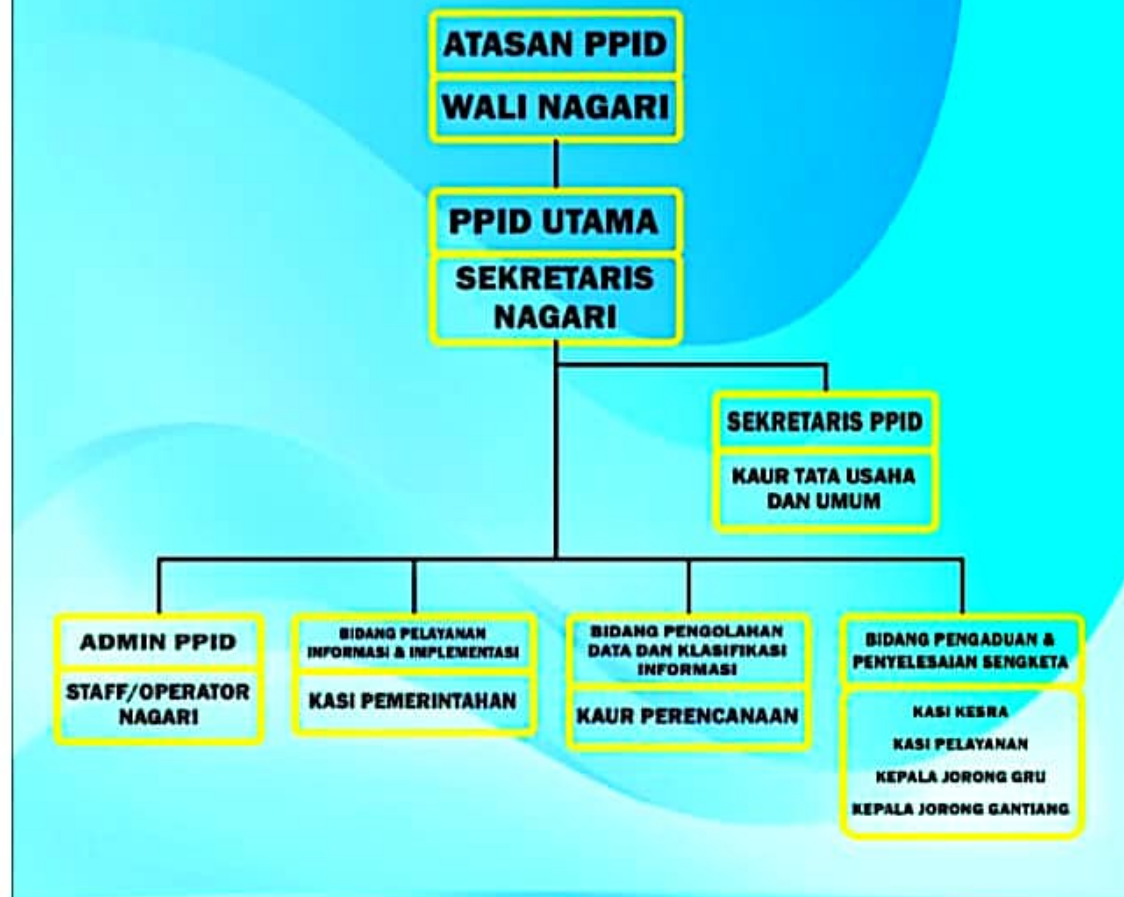 ATASAN PPID
WALI NAGARI
PPID UTAMA
SEKRETARIS
NAGARI
SEKRETARIS PPID
KAUR TATA USAHA
DAN UMUM
ADMIN PPID
STAFF/OPERATOR
NAGARI
BIDANG PELAYANAN
INFORMASI & IMPLEMENTASI
KASI PEMERINTAHAN
BIDANG PENGOLAHAN
DATA DAN KLASIFIKASI
INFORMASI
KAUR PERENCANAAN
BIDANG PENGADUAN &
PENYELESAIAN SENGKETA
KASI KESRA
KASI PELAYANAN
KEPALA JORONG GRU
KEPALA JORONG GANTIANG